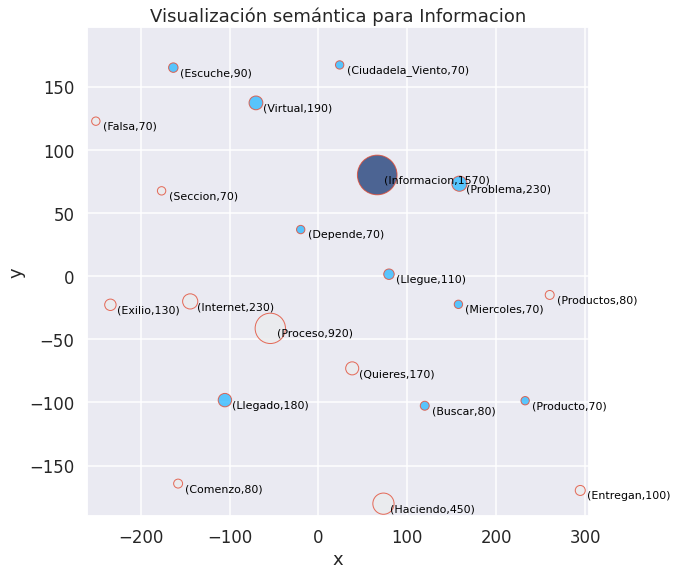 Visualización semántica para Informacion
(Escuche,90)
(Ciudadela_Viento,70)
(Virtual,190)
(Falsa,70)
(Informacion,1570)
(Problema,230)
(Seccion,70)
(Depende,70)
(Llegue,110)
(Productos,80)
(Exilio,130)
(Internet,230)
(Miercoles,70)
(Proceso,920)
(Quieres,170)
(Llegado,180)
(Buscar,80)
(Producto,70)
(Comenzo,80)
(Entregan,100)
(Haciendo,450)
y
150
100
50
0
−50
−100
−150
−200 −100 0 100 200 300
x